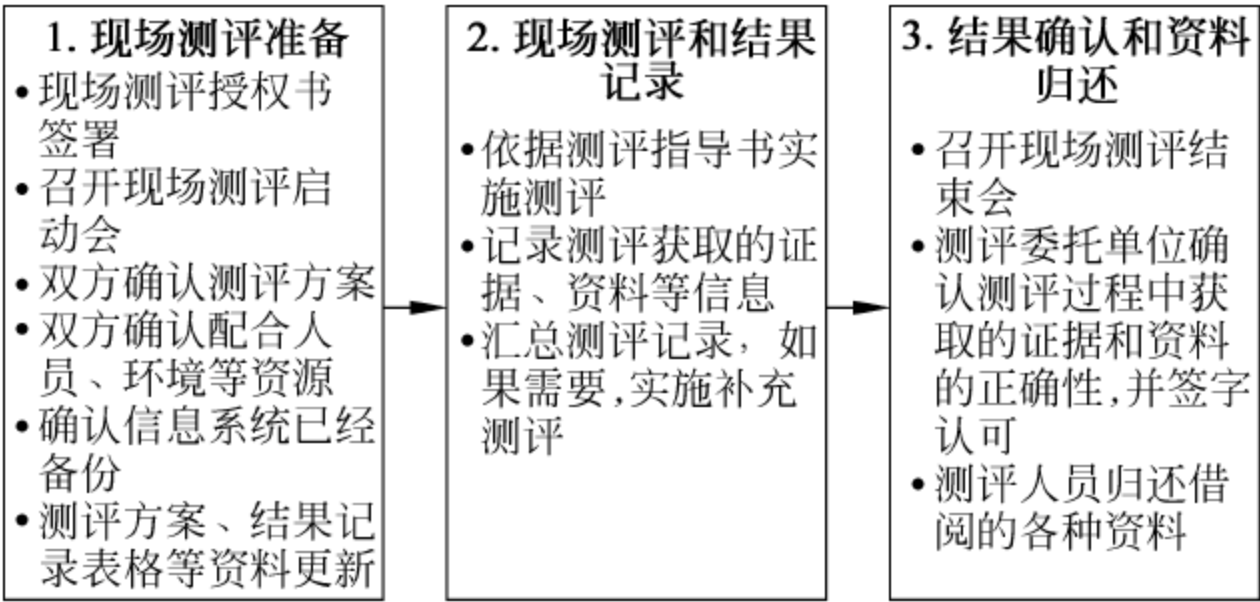 1. 现场测评准备
•现场测评授权书
签署
•召开现场测评启
动会
•双方确认测评方案
•双方确认配合人
员、环境等资源
•确认信息系统已经
备份
•测评方案、结果记
录表格等资料更新
2. 现场测评和结果
记录
•依据测评指导书实
施测评
•记录测评获取的证
据、资料等信息
•汇总测评记录，如
果需要,实施补充
测评
3. 结果确认和资料
归还
•召开现场测评结
束会
•测评委托单位确
认测评过程中获
取的证据和资料
的正确性,并签字
认可
•测评人员归还借
阅的各种资料